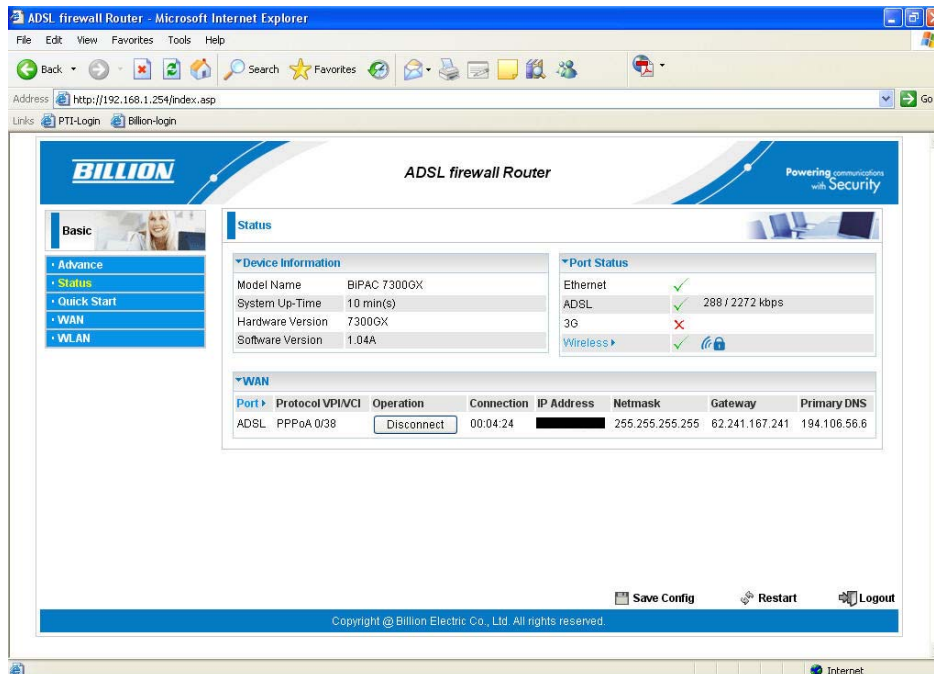 ADSL firewall Router - Microsoft Internet Explorer
File Edit View Favorites Tools Help
Back Search Favorites
Address http://192.168.1.254/index.asp Go
Links PTI-Login Billion-login
BILLION ADSL firewall Router Powering communications with Security
Basic
Advance
Status
Quick Start
WAN
WLAN
Status
Device Information
Model Name BiPAC 7300GX
System Up-Time 10 min(s)
Hardware Version 7300GX
Software Version 1.04A
Port Status
Ethernet
ADSL 288 / 2272 kbps
3G
Wireless
WAN
Port Protocol VPI/VCI Operation Connection IP Address Netmask Gateway Primary DNS
ADSL PPPoA 0/38 Disconnect 00:04:24 255.255.255.255 62.241.167.241 194.106.56.6
Save Config Restart Logout
Copyright @ Billion Electric Co., Ltd. All rights reserved.
Internet